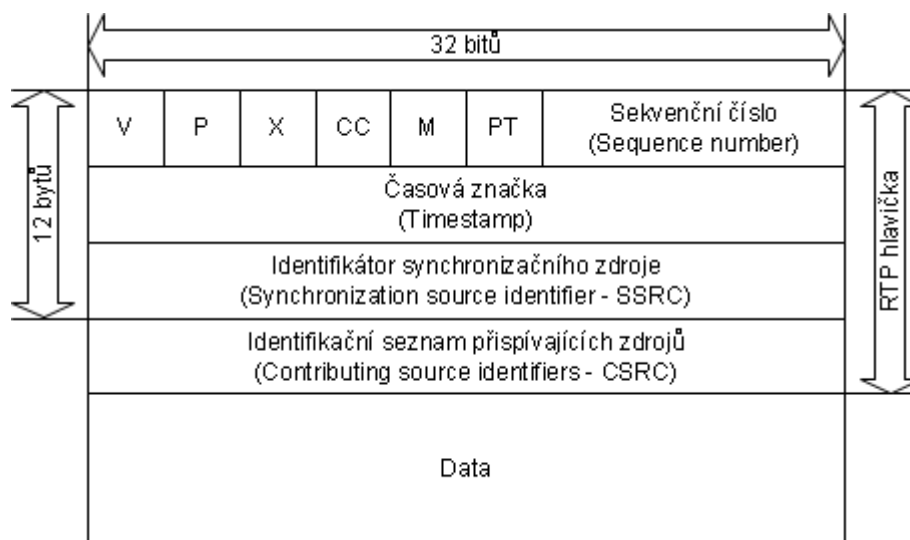 32 bitů
V
P
X
CC
M
PT
Sekvenční číslo
(Sequence number)
Časová značka
(Timestamp)
12 bytů
Identifikátor synchronizačního zdroje
(Synchronization source identifier - SSRC)
RTP hlavička
Identifikační seznam přispívajících zdrojů
(Contributing source identifiers - CSRC)
Data